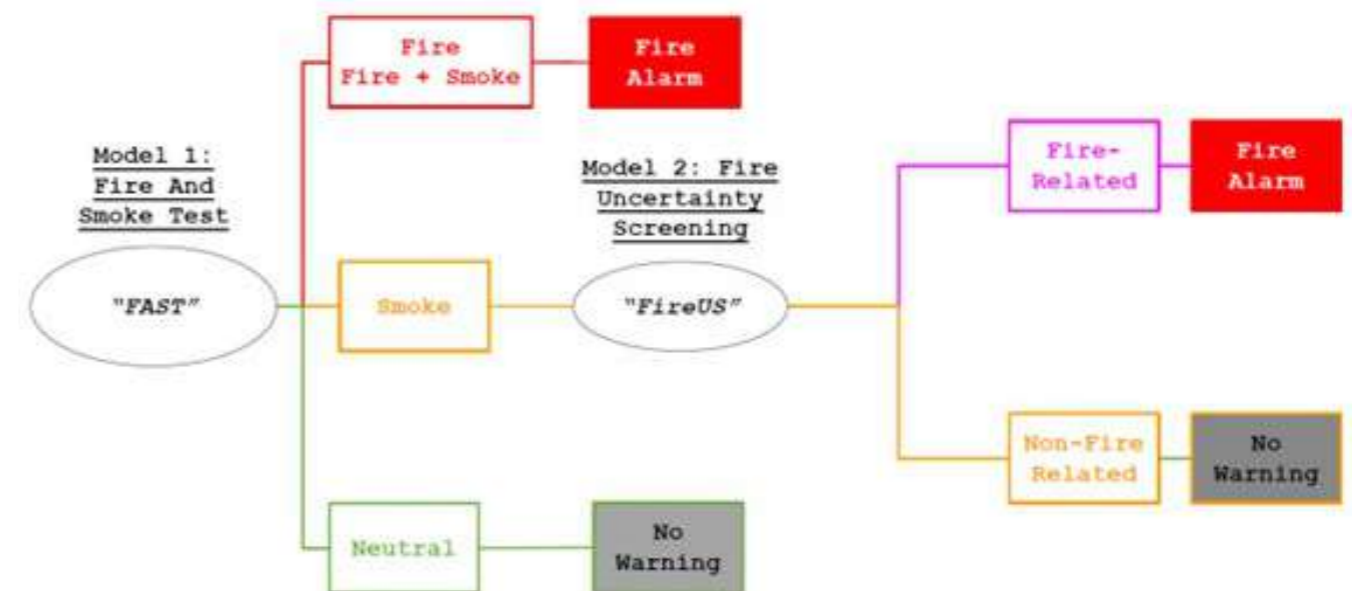 Fire
Fire + Smoke
Fire
Alarm
Model 1:
Fire And
Smoke Test
"FAST"
Smoke
Model 2: Fire
Uncertainty
Screening
"FireUS"
Fire-
Related
Fire
Alarm
Non-Fire
Related
No
Warning
Neutral
No
Warning